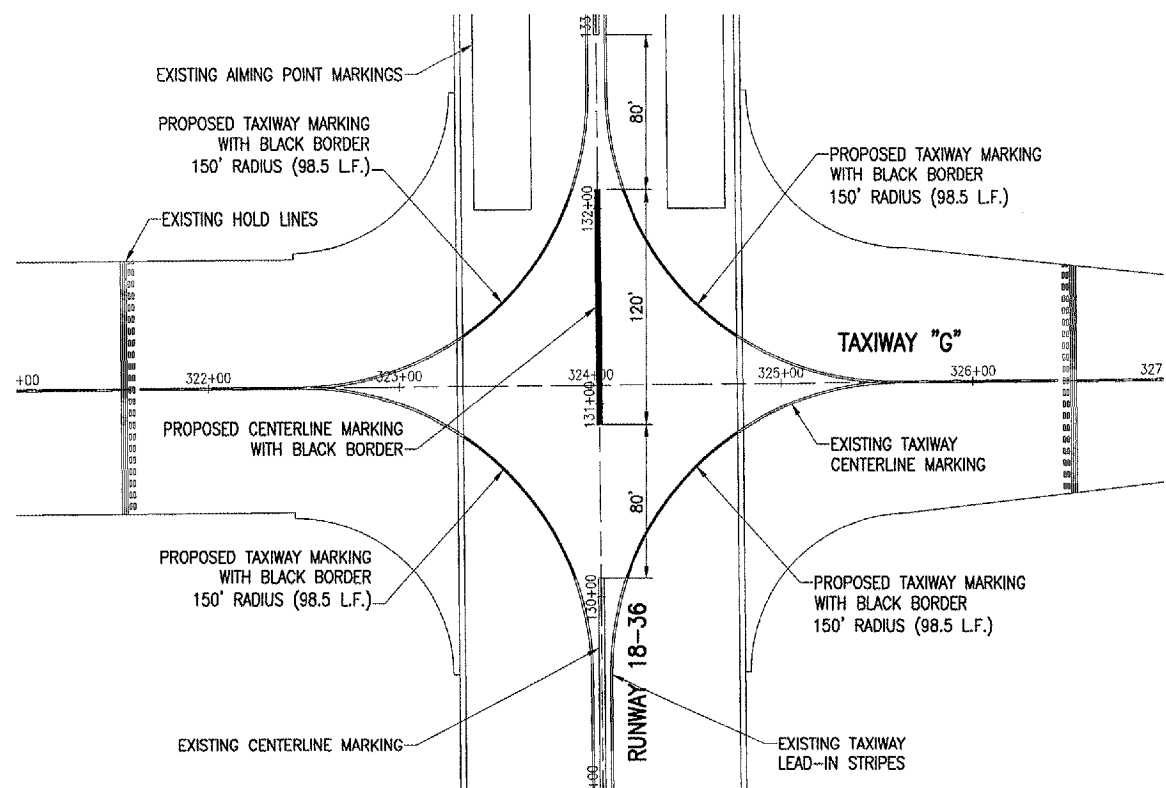 133
EXISTING AIMING POINT MARKINGS
80'
PROPOSED TAXIWAY MARKING
WITH BLACK BORDER
150' RADIUS (98.5 L.F.)
PROPOSED TAXIWAY MARKING
WITH BLACK BORDER
150' RADIUS (98.5 L.F.)
EXISTING HOLD LINES
132+00
120'
TAXIWAY "G"
+00
322+00
323+00
324+00
325+00
326+00
327
131+00
PROPOSED CENTERLINE MARKING
WITH BLACK BORDER
EXISTING TAXIWAY
CENTERLINE MARKING
80'
PROPOSED TAXIWAY MARKING
WITH BLACK BORDER
150' RADIUS (98.5 L.F.)
PROPOSED TAXIWAY MARKING
WITH BLACK BORDER
150' RADIUS (98.5 L.F.)
130+00
RUNWAY 18-36
EXISTING CENTERLINE MARKING
EXISTING TAXIWAY
LEAD-IN STRIPES
+00